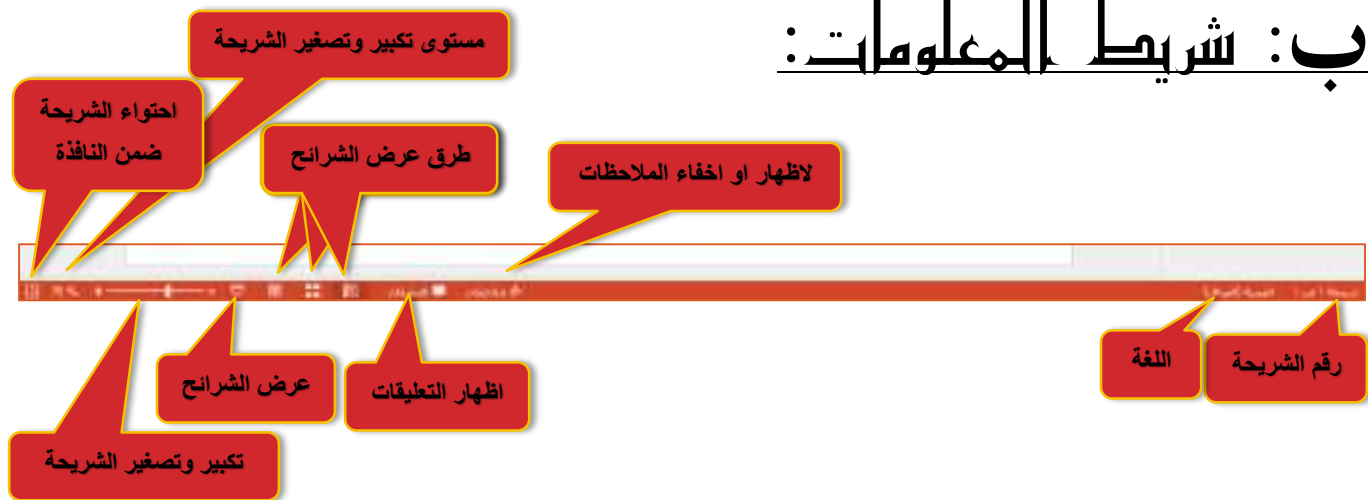 ب: شريط المعلومات:
مستوى تكبير وتصغير الشريحة
احتواء الشريحة
ضمن النافذة
طرق عرض الشرائح
لاظهار او اخفاء الملاحظات
رقم الشريحة
اللغة
اظهار التعليقات
عرض الشرائح
تكبير وتصغير الشريحة